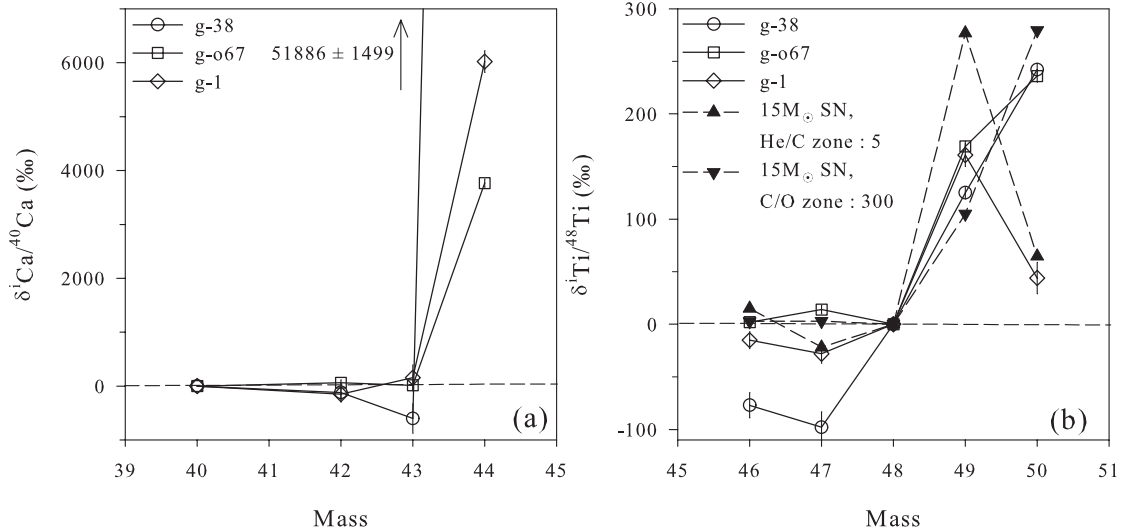 g-38
g-o67
g-1
51886 ± 1499
6000
4000
2000
0
δⁱCa/⁴⁰Ca (‰)
(a)
39 40 41 42 43 44 45
Mass
g-38
g-o67
g-1
15M☉ SN,
He/C zone : 5
15M☉ SN,
C/O zone : 300
300
200
100
0
-100
δⁱTi/⁴⁸Ti (‰)
(b)
45 46 47 48 49 50 51
Mass